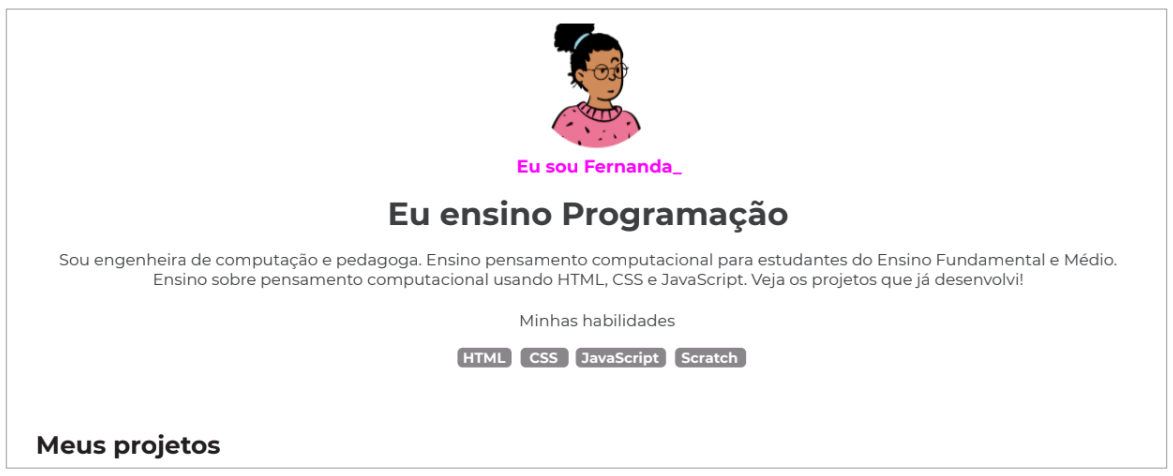 Eu sou Fernanda_
Eu ensino Programação
Sou engenheira de computação e pedagoga. Ensino pensamento computacional para estudantes do Ensino Fundamental e Médio.
Ensino sobre pensamento computacional usando HTML, CSS e JavaScript. Veja os projetos que já desenvolvi!
Minhas habilidades
HTML CSS JavaScript Scratch
Meus projetos